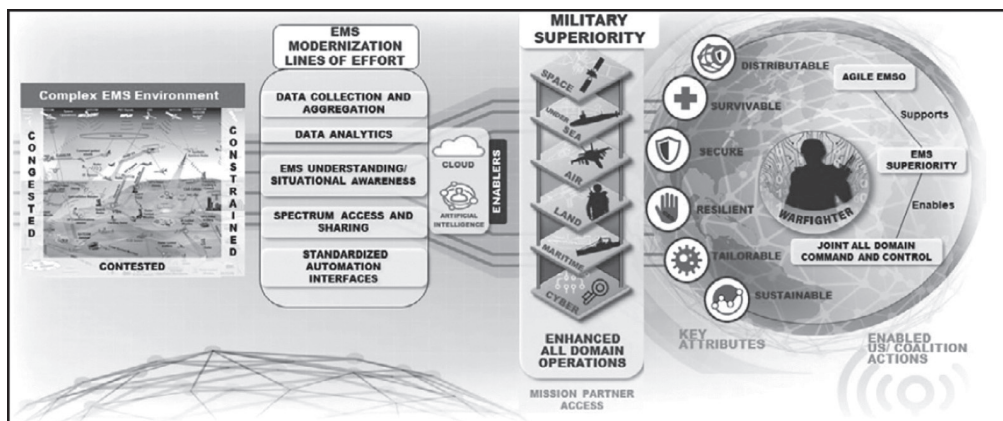 Complex EMS Environment
CONGESTED
CONSTRAINED
CONTESTED
EMS
MODERNIZATION
LINES OF EFFORT
DATA COLLECTION AND
AGGREGATION
DATA ANALYTICS
EMS UNDERSTANDING/
SITUATIONAL AWARENESS
SPECTRUM ACCESS AND
SHARING
STANDARDIZED
AUTOMATION
INTERFACES
CLOUD
ARTIFICIAL
INTELLIGENCE
ENABLERS
MILITARY
SUPERIORITY
SPACE
UNDER
SEA
AIR
LAND
MARITIME
CYBER
ENHANCED
ALL DOMAIN
OPERATIONS
MISSION PARTNER
ACCESS
DISTRIBUTABLE
SURVIVABLE
SECURE
RESILIENT
TAILORABLE
SUSTAINABLE
KEY
ATTRIBUTES
WARFIGHTER
AGILE EMSO
Supports
EMS
SUPERIORITY
Enables
JOINT ALL DOMAIN
COMMAND AND CONTROL
ENABLED
US/ COALITION
ACTIONS